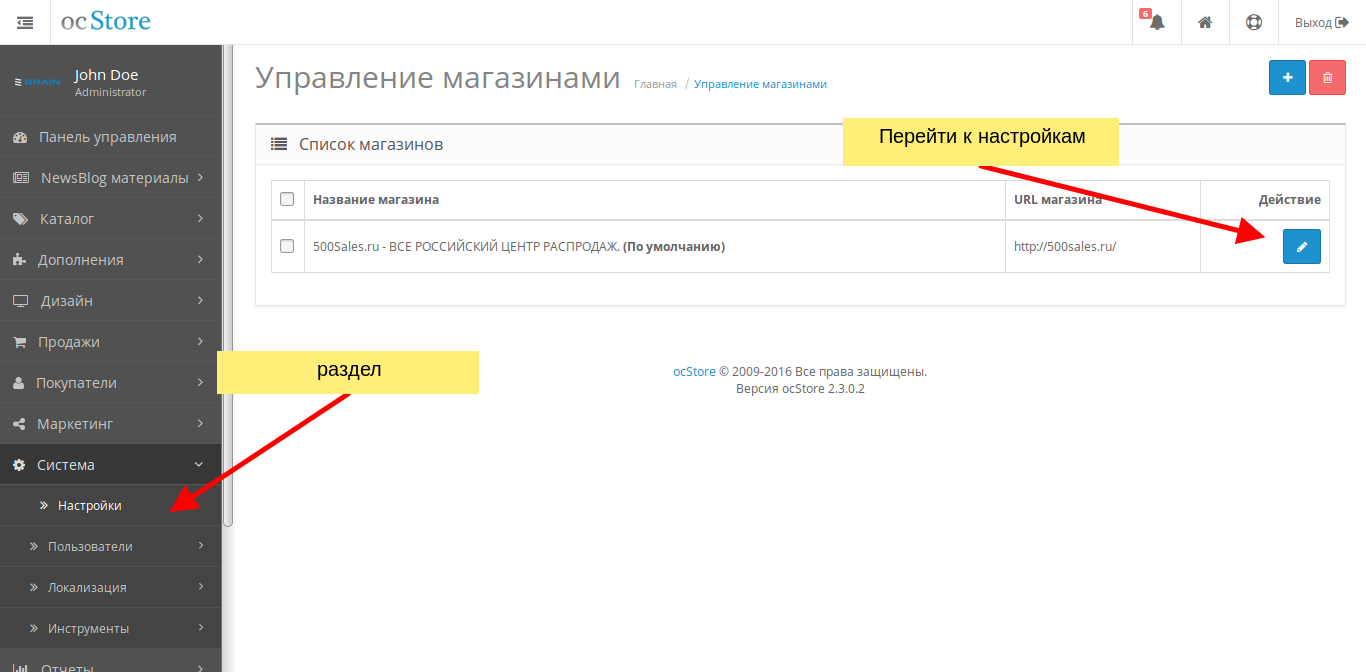 ocStore
6
Выход
BRAIN
John Doe
Administrator
Управление магазинами
Главная / Управление магазинами
Панель управления
NewsBlog материалы
Каталог
Дополнения
Дизайн
Продажи
Покупатели
Маркетинг
Система
Настройки
Пользователи
Локализация
Инструменты
Отчеты
Список магазинов
Перейти к настройкам
Название магазина URL магазина Действие
500Sales.ru - ВСЕ РОССИЙСКИЙ ЦЕНТР РАСПРОДАЖ. (По умолчанию) http://500sales.ru/
раздел
ocStore © 2009-2016 Все права защищены.
Версия ocStore 2.3.0.2